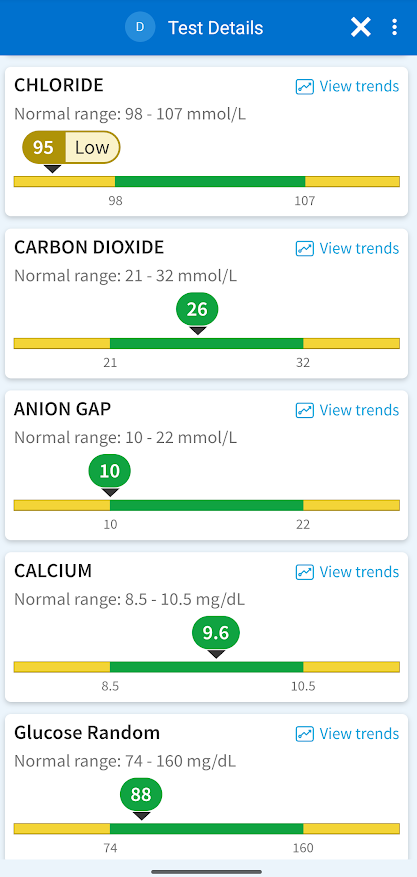 D Test Details
CHLORIDE View trends
Normal range: 98 - 107 mmol/L
95 Low
98 107
CARBON DIOXIDE View trends
Normal range: 21 - 32 mmol/L
26
21 32
ANION GAP View trends
Normal range: 10 - 22 mmol/L
10
10 22
CALCIUM View trends
Normal range: 8.5 - 10.5 mg/dL
9.6
8.5 10.5
Glucose Random View trends
Normal range: 74 - 160 mg/dL
88
74 160